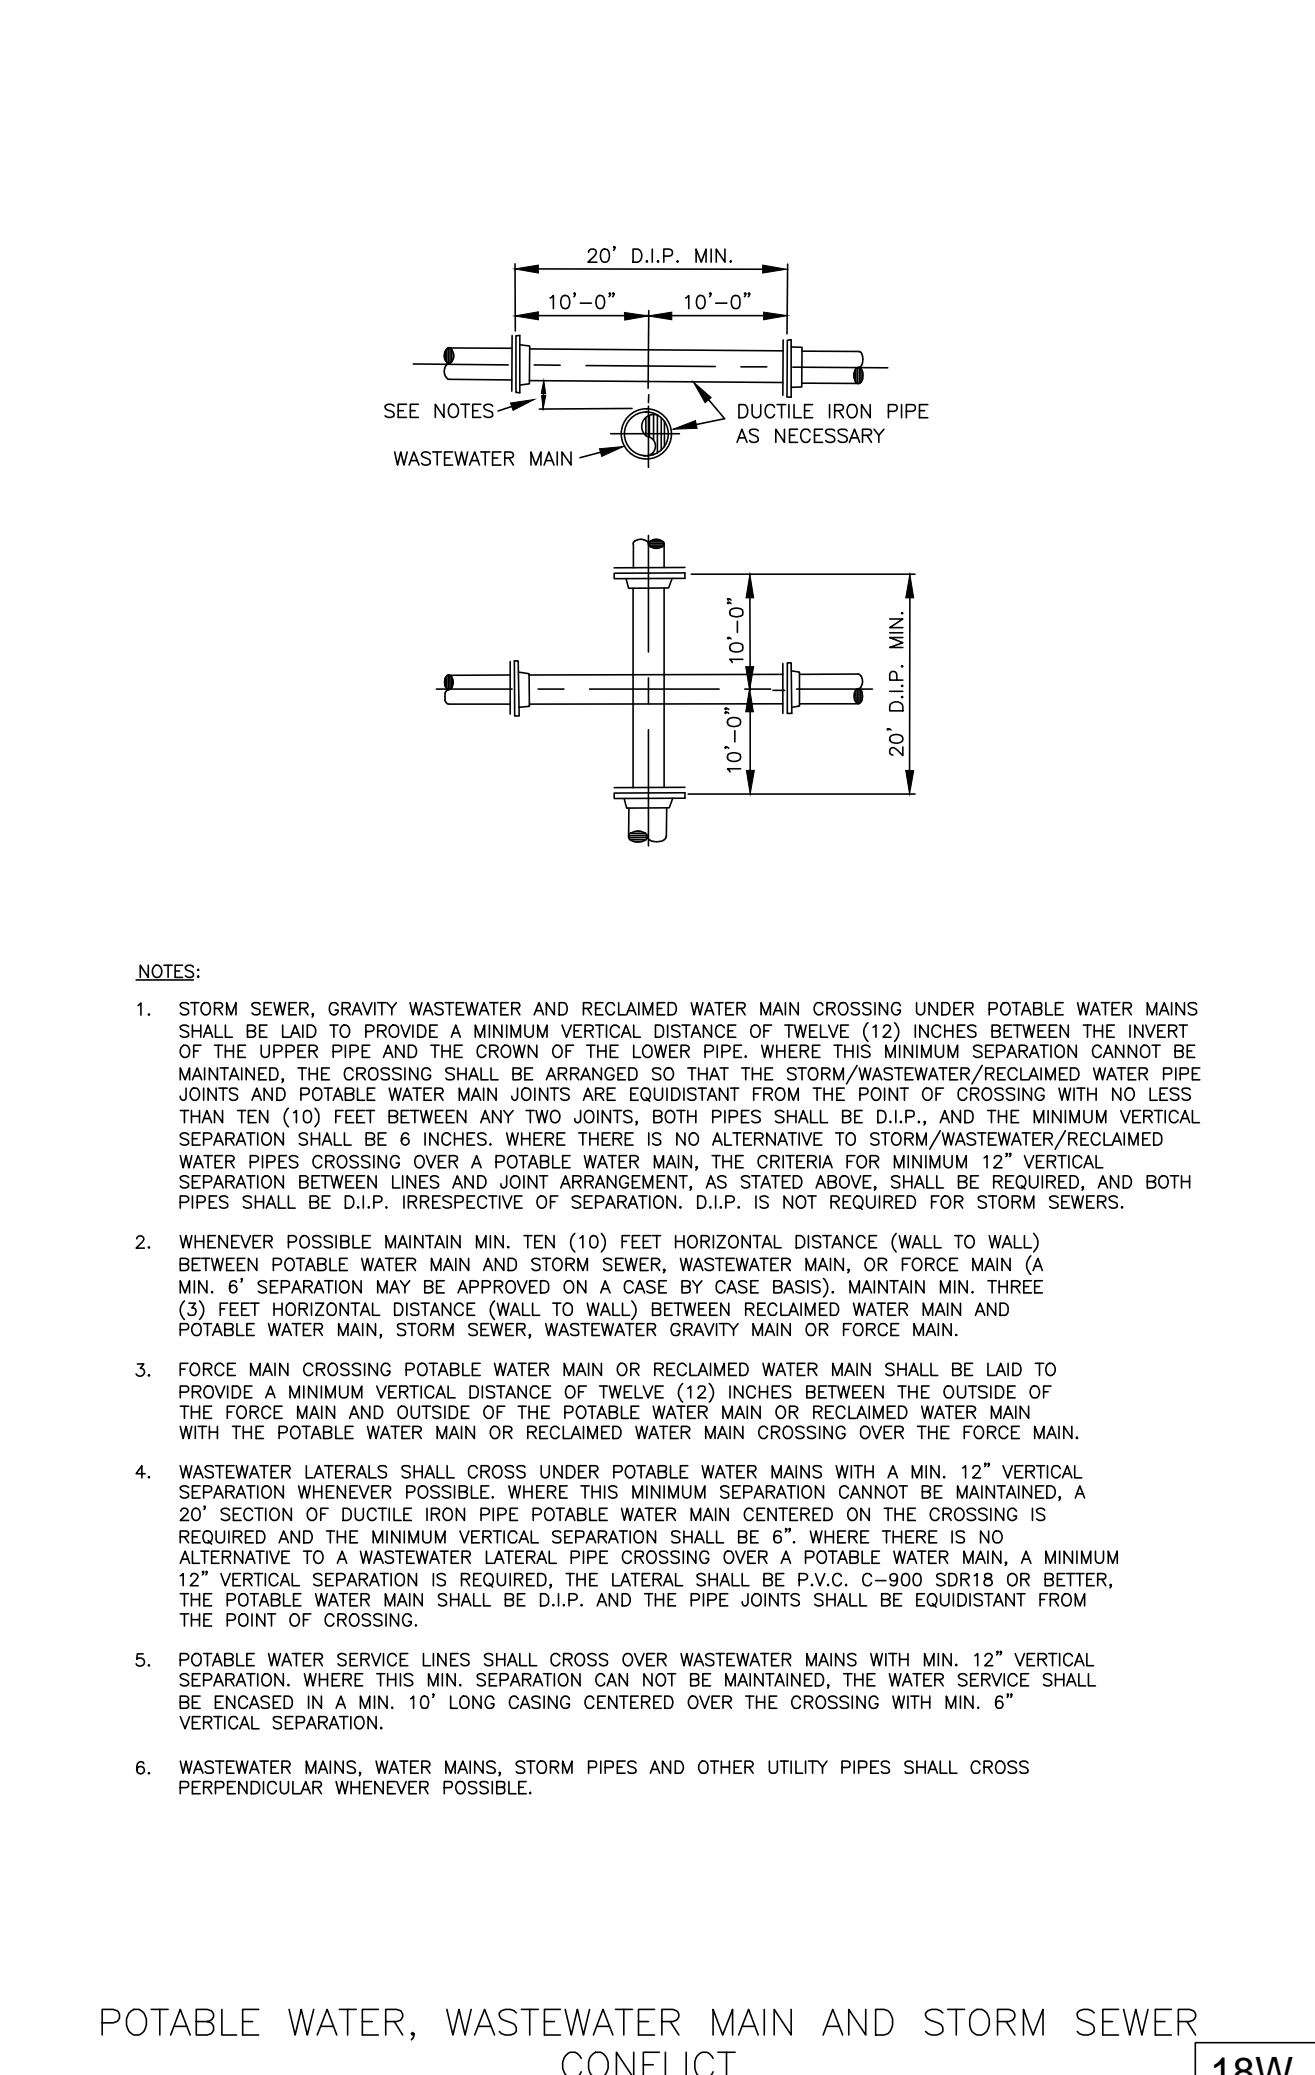 20' D.I.P. MIN.
10'-0" 10'-0"
SEE NOTES
DUCTILE IRON PIPE
AS NECESSARY
WASTEWATER MAIN
10'-0"
10'-0"
20' D.I.P. MIN.
NOTES:
1. STORM SEWER, GRAVITY WASTEWATER AND RECLAIMED WATER MAIN CROSSING UNDER POTABLE WATER MAINS
SHALL BE LAID TO PROVIDE A MINIMUM VERTICAL DISTANCE OF TWELVE (12) INCHES BETWEEN THE INVERT
OF THE UPPER PIPE AND THE CROWN OF THE LOWER PIPE. WHERE THIS MINIMUM SEPARATION CANNOT BE
MAINTAINED, THE CROSSING SHALL BE ARRANGED SO THAT THE STORM/WASTEWATER/RECLAIMED WATER PIPE
JOINTS AND POTABLE WATER MAIN JOINTS ARE EQUIDISTANT FROM THE POINT OF CROSSING WITH NO LESS
THAN TEN (10) FEET BETWEEN ANY TWO JOINTS, BOTH PIPES SHALL BE D.I.P., AND THE MINIMUM VERTICAL
SEPARATION SHALL BE 6 INCHES. WHERE THERE IS NO ALTERNATIVE TO STORM/WASTEWATER/RECLAIMED
WATER PIPES CROSSING OVER A POTABLE WATER MAIN, THE CRITERIA FOR MINIMUM 12" VERTICAL
SEPARATION BETWEEN LINES AND JOINT ARRANGEMENT, AS STATED ABOVE, SHALL BE REQUIRED, AND BOTH
PIPES SHALL BE D.I.P. IRRESPECTIVE OF SEPARATION. D.I.P. IS NOT REQUIRED FOR STORM SEWERS.
2. WHENEVER POSSIBLE MAINTAIN MIN. TEN (10) FEET HORIZONTAL DISTANCE (WALL TO WALL)
BETWEEN POTABLE WATER MAIN AND STORM SEWER, WASTEWATER MAIN, OR FORCE MAIN (A
MIN. 6' SEPARATION MAY BE APPROVED ON A CASE BY CASE BASIS). MAINTAIN MIN. THREE
(3) FEET HORIZONTAL DISTANCE (WALL TO WALL) BETWEEN RECLAIMED WATER MAIN AND
POTABLE WATER MAIN, STORM SEWER, WASTEWATER GRAVITY MAIN OR FORCE MAIN.
3. FORCE MAIN CROSSING POTABLE WATER MAIN OR RECLAIMED WATER MAIN SHALL BE LAID TO
PROVIDE A MINIMUM VERTICAL DISTANCE OF TWELVE (12) INCHES BETWEEN THE OUTSIDE OF
THE FORCE MAIN AND OUTSIDE OF THE POTABLE WATER MAIN OR RECLAIMED WATER MAIN
WITH THE POTABLE WATER MAIN OR RECLAIMED WATER MAIN CROSSING OVER THE FORCE MAIN.
4. WASTEWATER LATERALS SHALL CROSS UNDER POTABLE WATER MAINS WITH A MIN. 12" VERTICAL
SEPARATION WHENEVER POSSIBLE. WHERE THIS MINIMUM SEPARATION CANNOT BE MAINTAINED, A
20' SECTION OF DUCTILE IRON PIPE POTABLE WATER MAIN CENTERED ON THE CROSSING IS
REQUIRED AND THE MINIMUM VERTICAL SEPARATION SHALL BE 6". WHERE THERE IS NO
ALTERNATIVE TO A WASTEWATER LATERAL PIPE CROSSING OVER A POTABLE WATER MAIN, A MINIMUM
12" VERTICAL SEPARATION IS REQUIRED, THE LATERAL SHALL BE P.V.C. C-900 SDR18 OR BETTER,
THE POTABLE WATER MAIN SHALL BE D.I.P. AND THE PIPE JOINTS SHALL BE EQUIDISTANT FROM
THE POINT OF CROSSING.
5. POTABLE WATER SERVICE LINES SHALL CROSS OVER WASTEWATER MAINS WITH MIN. 12" VERTICAL
SEPARATION. WHERE THIS MIN. SEPARATION CAN NOT BE MAINTAINED, THE WATER SERVICE SHALL
BE ENCASED IN A MIN. 10' LONG CASING CENTERED OVER THE CROSSING WITH MIN. 6"
VERTICAL SEPARATION.
6. WASTEWATER MAINS, WATER MAINS, STORM PIPES AND OTHER UTILITY PIPES SHALL CROSS
PERPENDICULAR WHENEVER POSSIBLE.
POTABLE WATER, WASTEWATER MAIN AND STORM SEWER
CONFLICT
18W